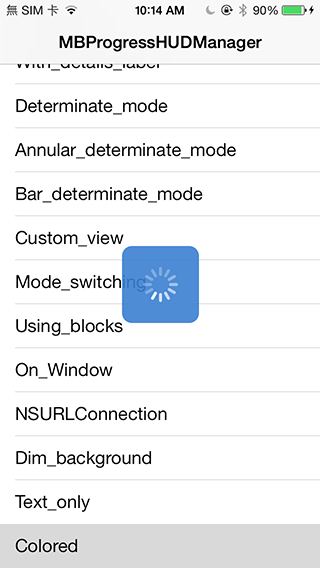 無 SIM 卡 10:14 AM 90%
MBProgressHUDManager
With_details_label
Determinate_mode
Annular_determinate_mode
Bar_determinate_mode
Custom_view
Mode_switching
Using_blocks
On_Window
NSURLConnection
Dim_background
Text_only
Colored